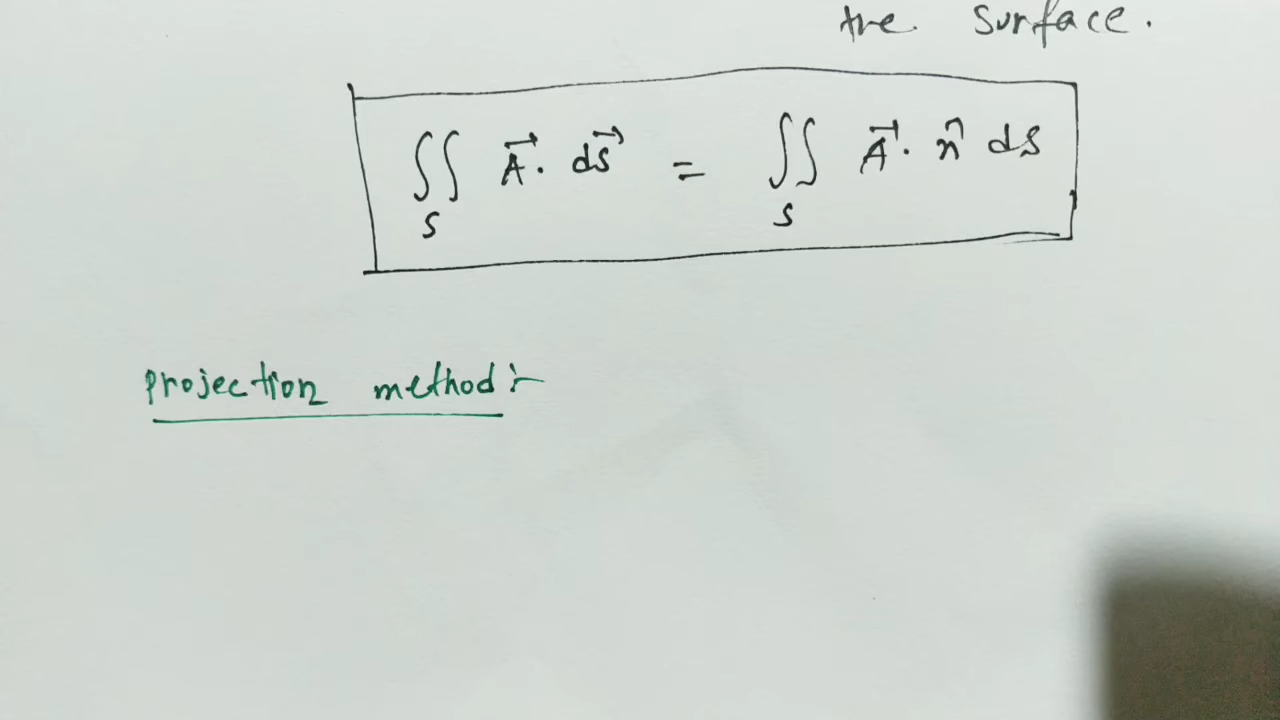 the surface.
∬_S A⃗ · ds⃗ = ∬_S A⃗ · n̂ ds
projection method :-